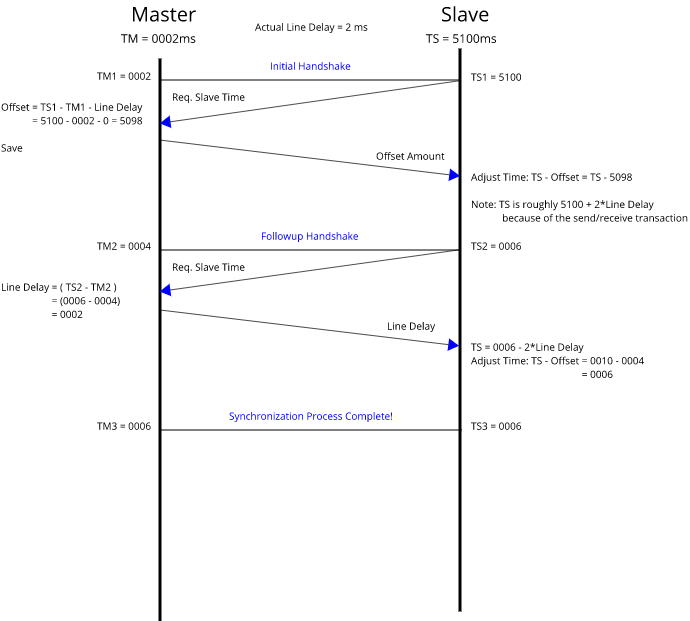 Master
Slave
Actual Line Delay = 2 ms
TM = 0002ms
TS = 5100ms
Initial Handshake
TM1 = 0002
TS1 = 5100
Req. Slave Time
Offset = TS1 - TM1 - Line Delay
= 5100 - 0002 - 0 = 5098
Save
Offset Amount
Adjust Time: TS - Offset = TS - 5098
Note: TS is roughly 5100 + 2*Line Delay
because of the send/receive transaction
Followup Handshake
TM2 = 0004
TS2 = 0006
Req. Slave Time
Line Delay = ( TS2 - TM2 )
= (0006 - 0004)
= 0002
Line Delay
TS = 0006 - 2*Line Delay
Adjust Time: TS - Offset = 0010 - 0004
= 0006
Synchronization Process Complete!
TM3 = 0006
TS3 = 0006